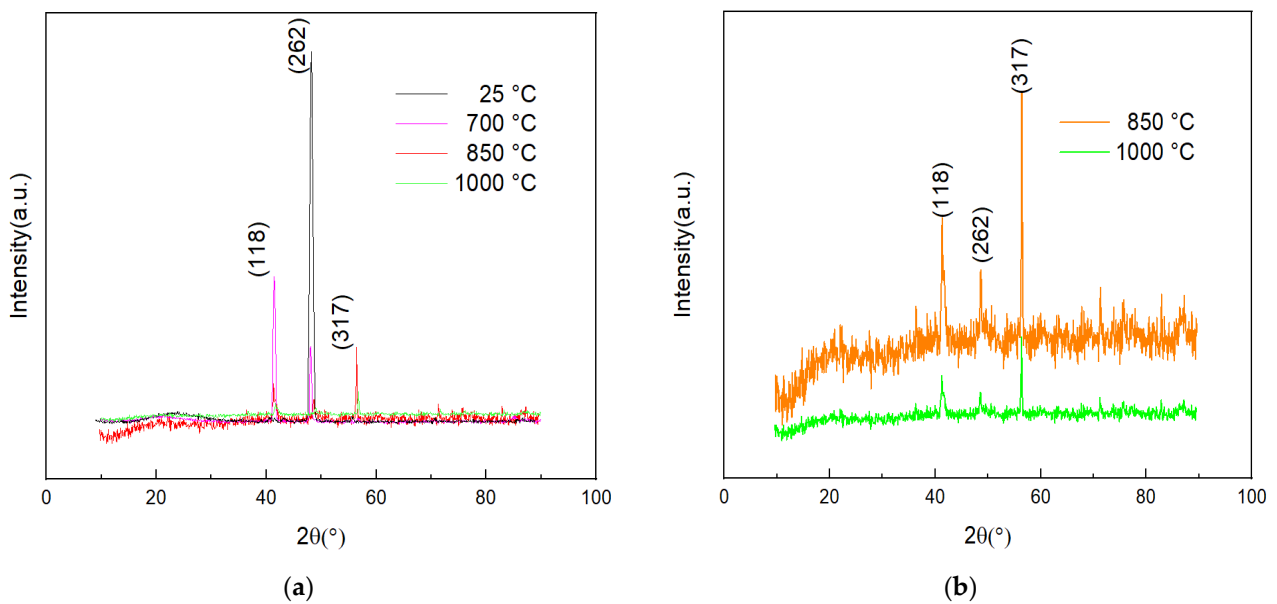 (262)
25 °C
700 °C
850 °C
1000 °C
(118)
(317)
Intensity(a.u.)
0 20 40 60 80 100
2θ(°)
(a)
(317)
850 °C
1000 °C
(118)
(262)
Intensity(a.u.)
0 20 40 60 80 100
2θ(°)
(b)